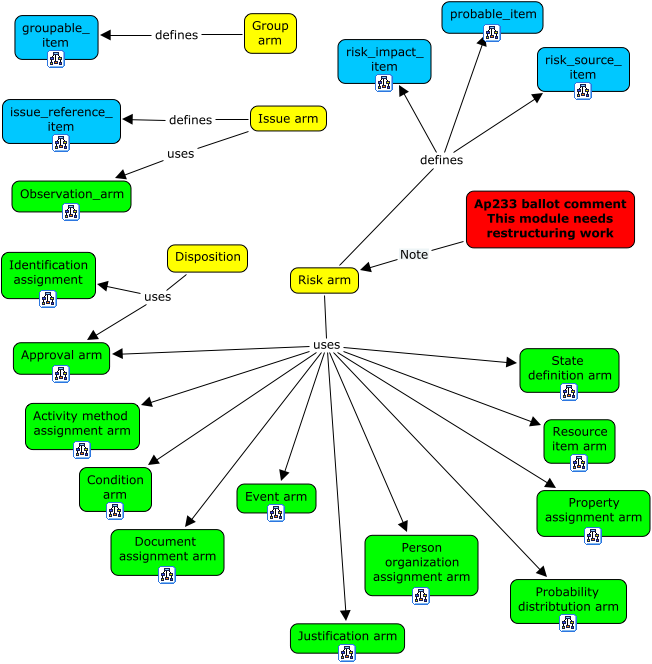 groupable_
item
defines
Group
arm
probable_item
risk_impact_
item
risk_source_
item
issue_reference_
item
defines
Issue arm
uses
Observation_arm
defines
Ap233 ballot comment
This module needs
restructuring work
Note
Disposition
Identification
assignment
uses
Risk arm
Approval arm
uses
State
definition arm
Activity method
assignment arm
Resource
item arm
Condition
arm
Event arm
Property
assignment arm
Document
assignment arm
Person
organization
assignment arm
Probability
distribtution arm
Justification arm